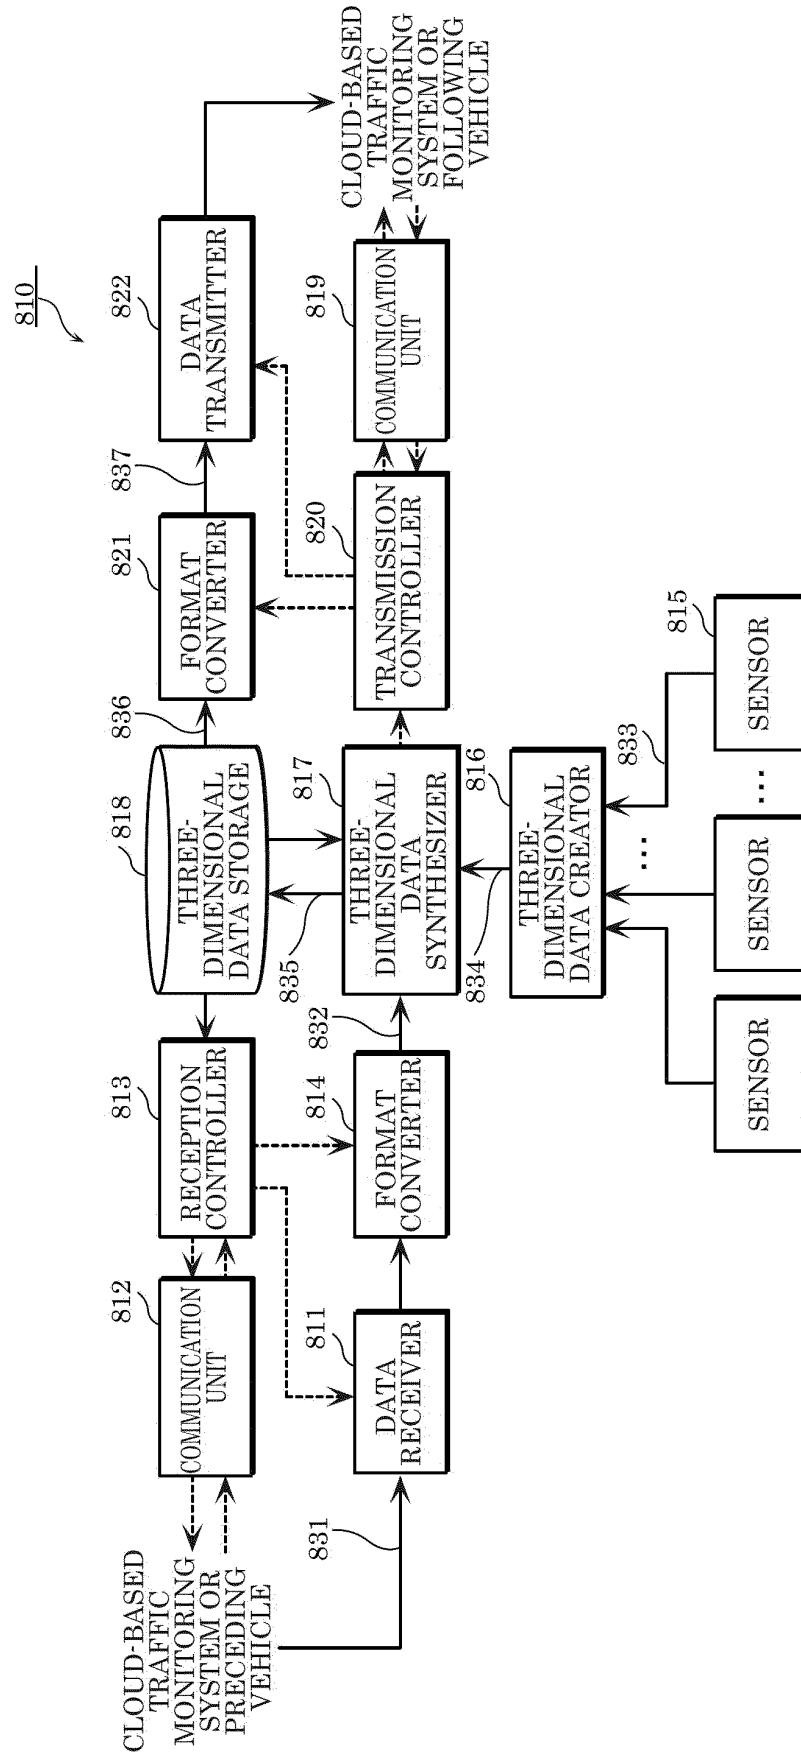 810
CLOUD-BASED
TRAFFIC
MONITORING
SYSTEM OR
PRECEDING
VEHICLE
812
COMMUNICATION
UNIT
813
RECEPTION
CONTROLLER
818
THREE-
DIMENSIONAL
DATA STORAGE
836
821
FORMAT
CONVERTER
837
822
DATA
TRANSMITTER
831
811
DATA
RECEIVER
814
FORMAT
CONVERTER
832
835
817
THREE-
DIMENSIONAL
DATA
SYNTHESIZER
820
TRANSMISSION
CONTROLLER
819
COMMUNICATION
UNIT
CLOUD-BASED
TRAFFIC
MONITORING
SYSTEM OR
FOLLOWING
VEHICLE
834
816
THREE-
DIMENSIONAL
DATA CREATOR
833
...
SENSOR
SENSOR
...
815
SENSOR